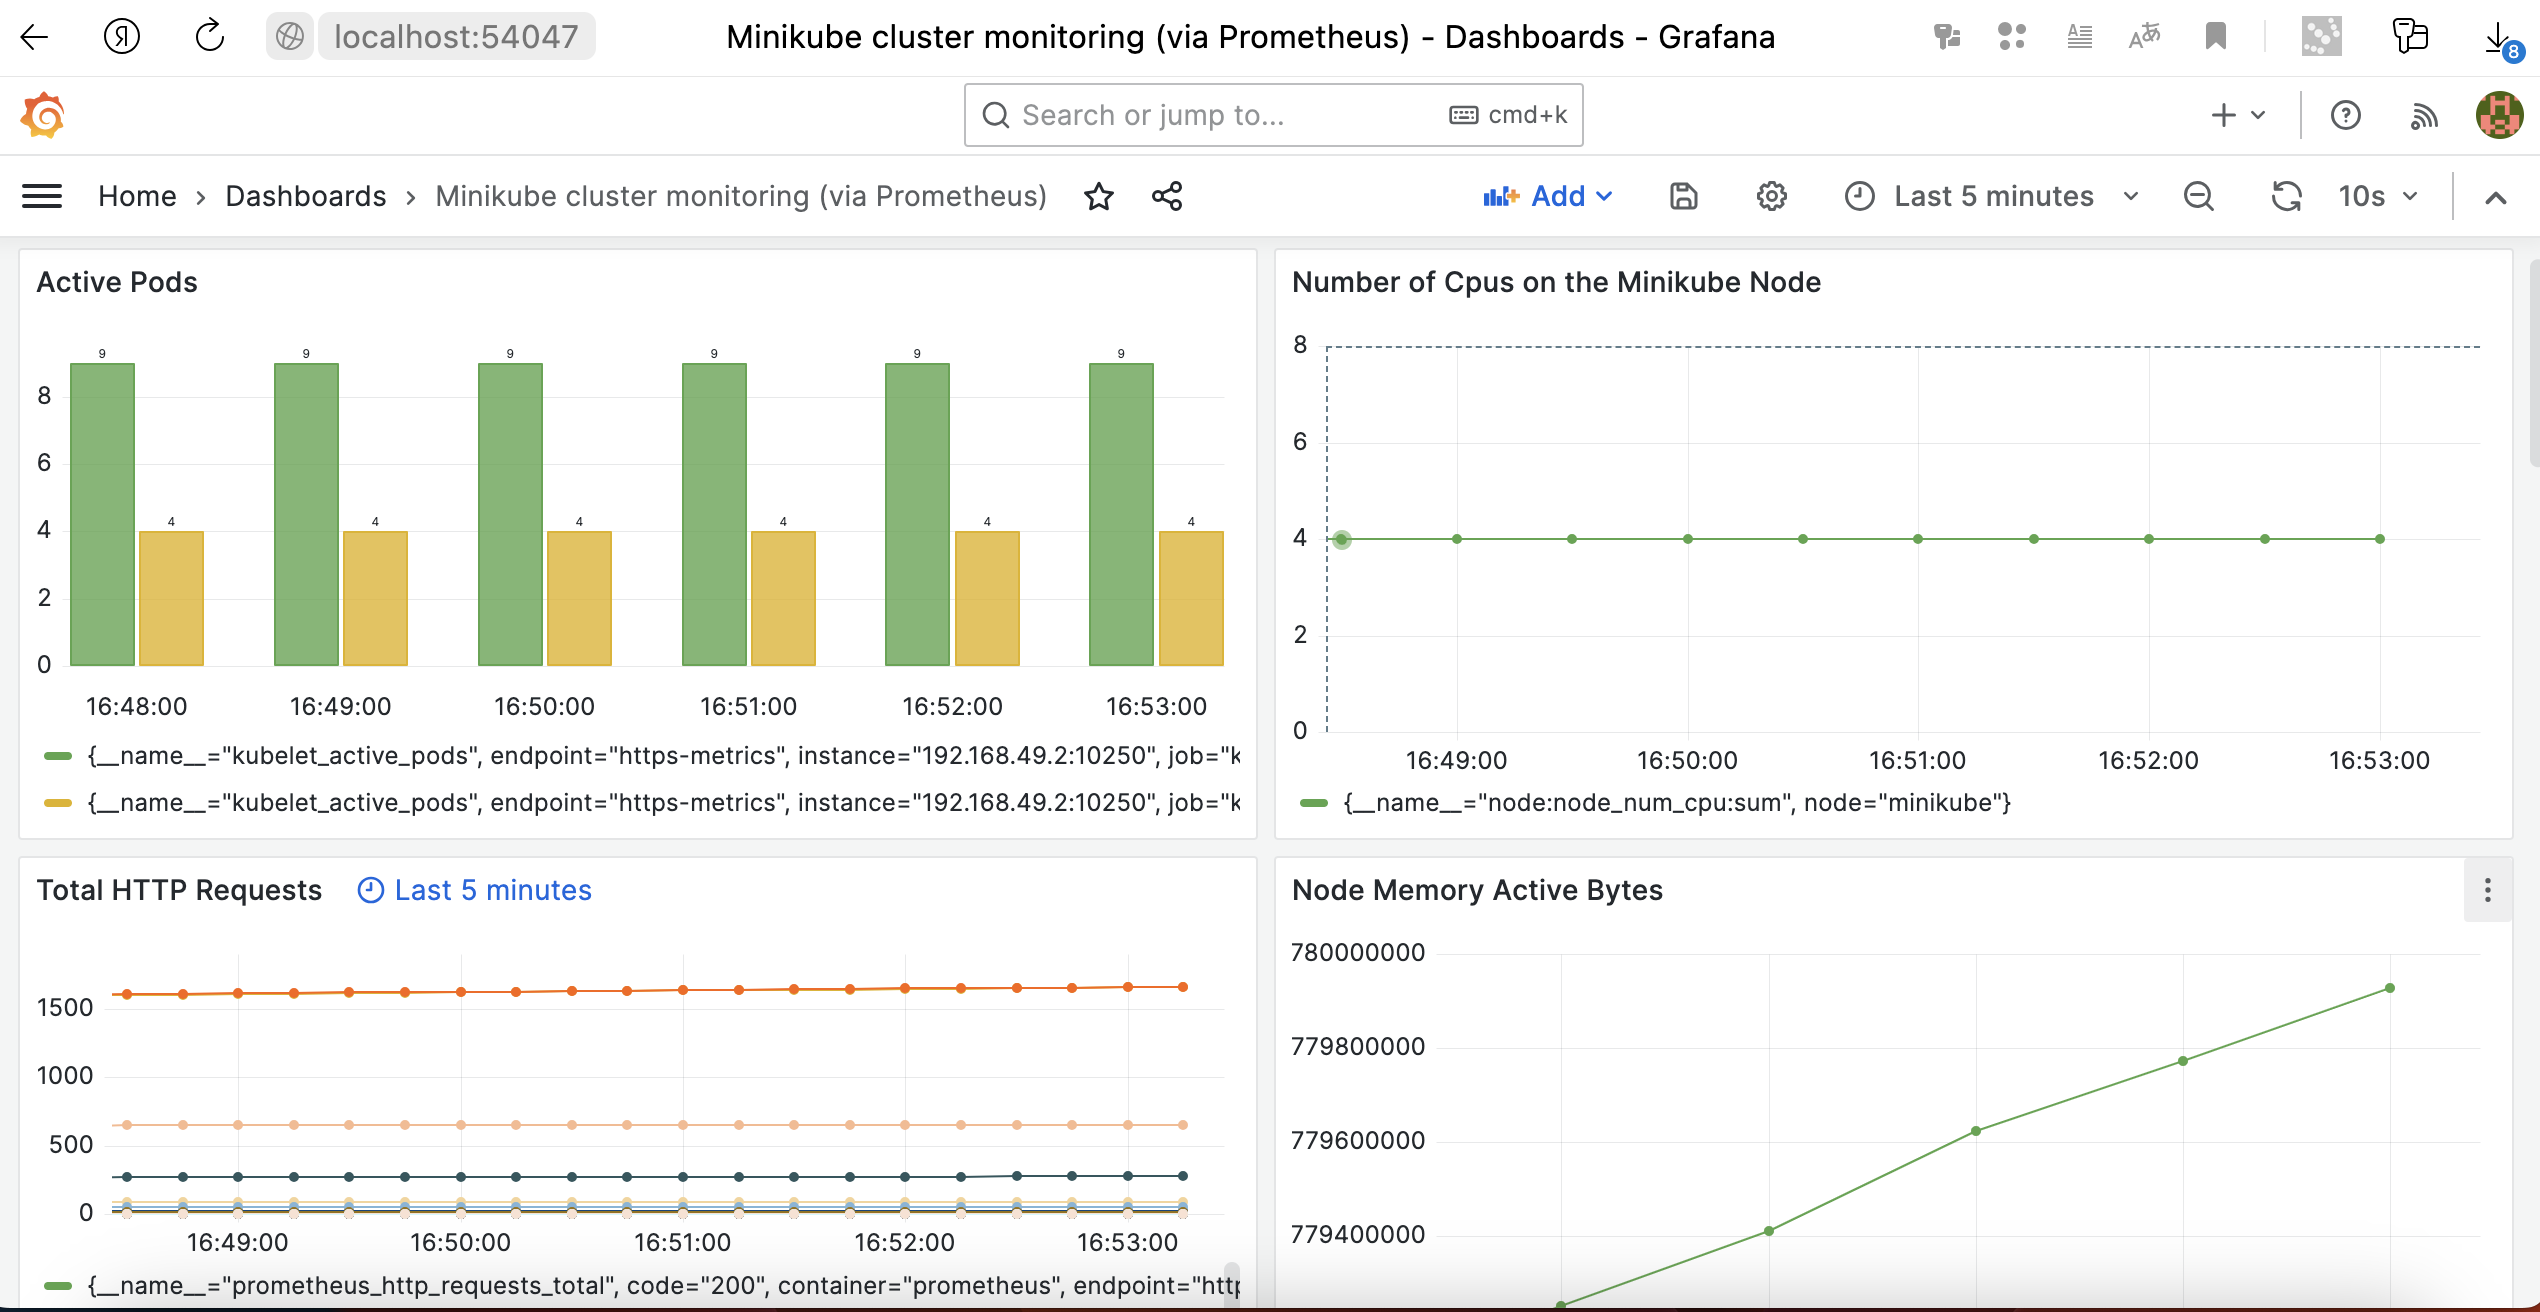 localhost:54047
Minikube cluster monitoring (via Prometheus) - Dashboards - Grafana
8
Search or jump to...
cmd+k
Home › Dashboards › Minikube cluster monitoring (via Prometheus)
Add
Last 5 minutes
10s
Active Pods
9 9 9 9 9 9
8
6
4 4 4 4 4 4
4
2
0
16:48:00 16:49:00 16:50:00 16:51:00 16:52:00 16:53:00
{__name__="kubelet_active_pods", endpoint="https-metrics", instance="192.168.49.2:10250", job="k
{__name__="kubelet_active_pods", endpoint="https-metrics", instance="192.168.49.2:10250", job="k
Number of Cpus on the Minikube Node
8
6
4
2
0
16:49:00 16:50:00 16:51:00 16:52:00 16:53:00
{__name__="node:node_num_cpu:sum", node="minikube"}
Total HTTP Requests Last 5 minutes
1500
1000
500
0
16:49:00 16:50:00 16:51:00 16:52:00 16:53:00
{__name__="prometheus_http_requests_total", code="200", container="prometheus", endpoint="http
Node Memory Active Bytes
780000000
779800000
779600000
779400000